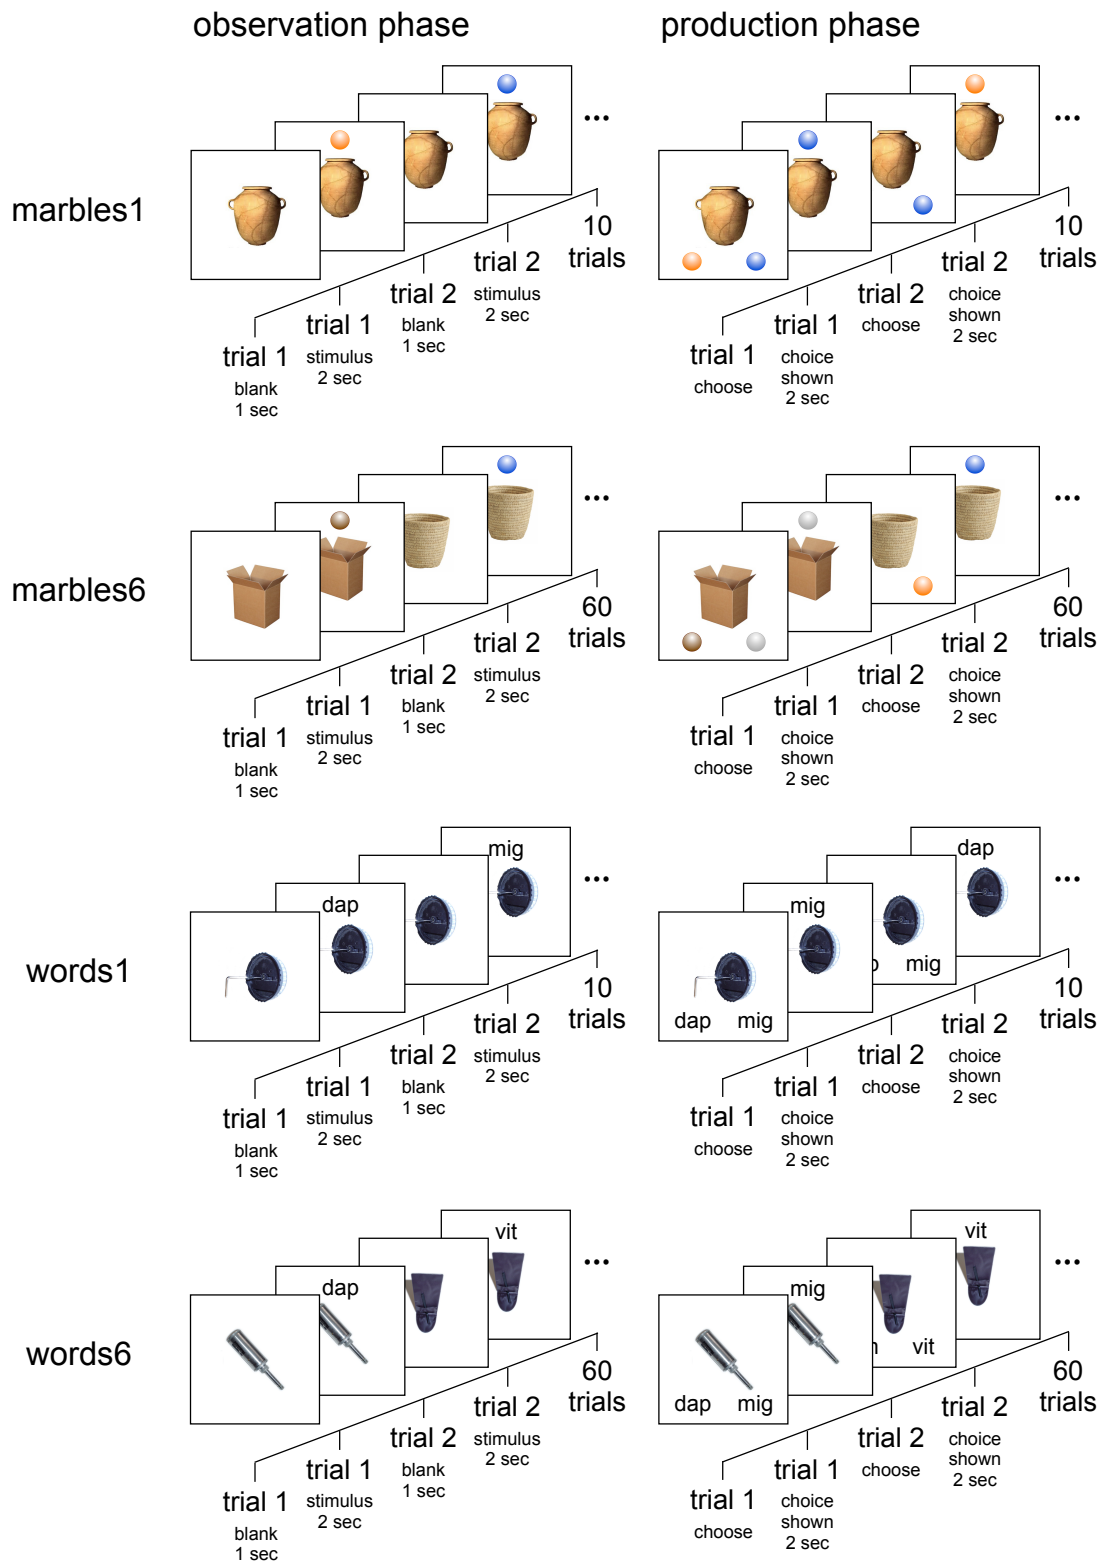 observation phase
production phase
marbles1
...
10
trials
trial 2
stimulus
2 sec
trial 2
blank
1 sec
trial 1
stimulus
2 sec
trial 1
blank
1 sec
...
10
trials
trial 2
choice
shown
2 sec
trial 2
choose
trial 1
choice
shown
2 sec
trial 1
choose
marbles6
...
60
trials
trial 2
stimulus
2 sec
trial 2
blank
1 sec
trial 1
stimulus
2 sec
trial 1
blank
1 sec
...
60
trials
trial 2
choice
shown
2 sec
trial 2
choose
trial 1
choice
shown
2 sec
trial 1
choose
words1
mig
dap
...
10
trials
trial 2
stimulus
2 sec
trial 2
blank
1 sec
trial 1
stimulus
2 sec
trial 1
blank
1 sec
dap
mig
mig
dap mig
...
10
trials
trial 2
choice
shown
2 sec
trial 2
choose
trial 1
choice
shown
2 sec
trial 1
choose
words6
vit
dap
...
60
trials
trial 2
stimulus
2 sec
trial 2
blank
1 sec
trial 1
stimulus
2 sec
trial 1
blank
1 sec
vit
mig
vit
dap mig
...
60
trials
trial 2
choice
shown
2 sec
trial 2
choose
trial 1
choice
shown
2 sec
trial 1
choose